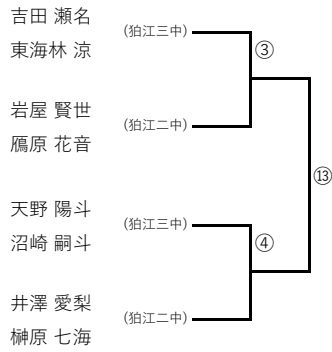 吉田 瀬名
(狛江三中)
東海林 涼
③
岩屋 賢世
(狛江二中)
鴈原 花音
⑬
天野 陽斗
(狛江三中)
沼崎 嗣斗
④
井澤 愛梨
(狛江二中)
榊原 七海